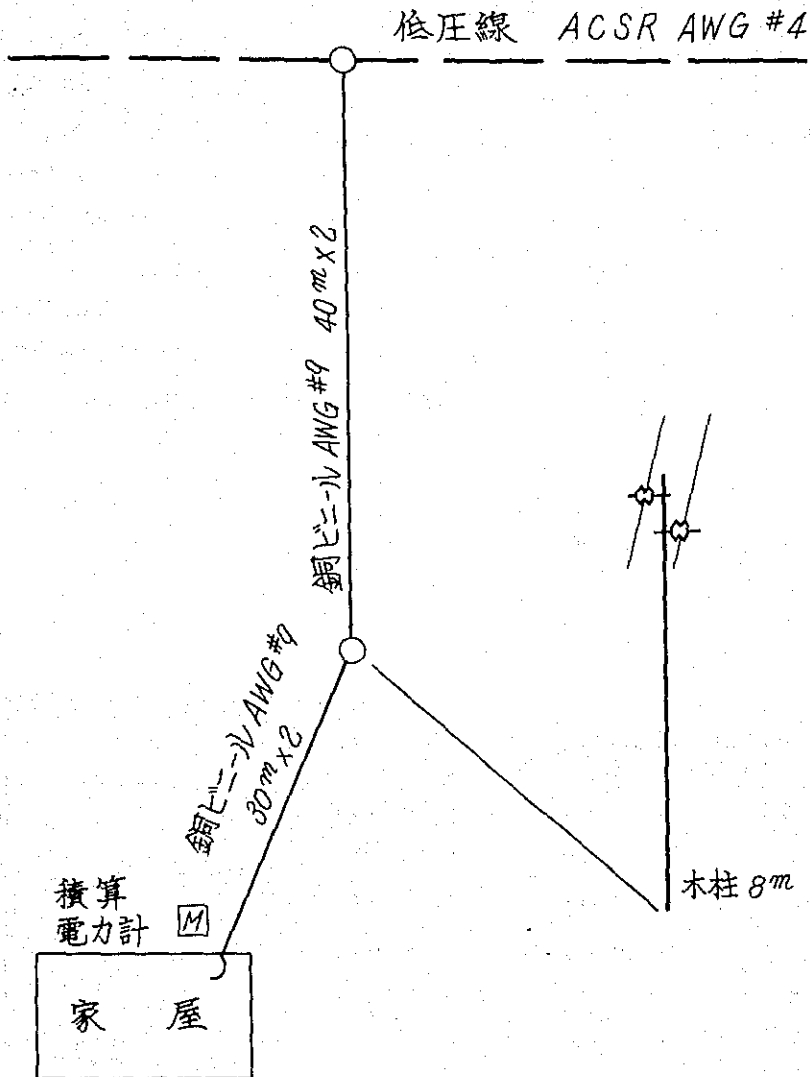 低圧線 ACSR AWG #4
銅ビニール AWG #9 40m×2
銅ビニール AWG #9
30m×2
木柱 8m
積算
電力計 M
家屋